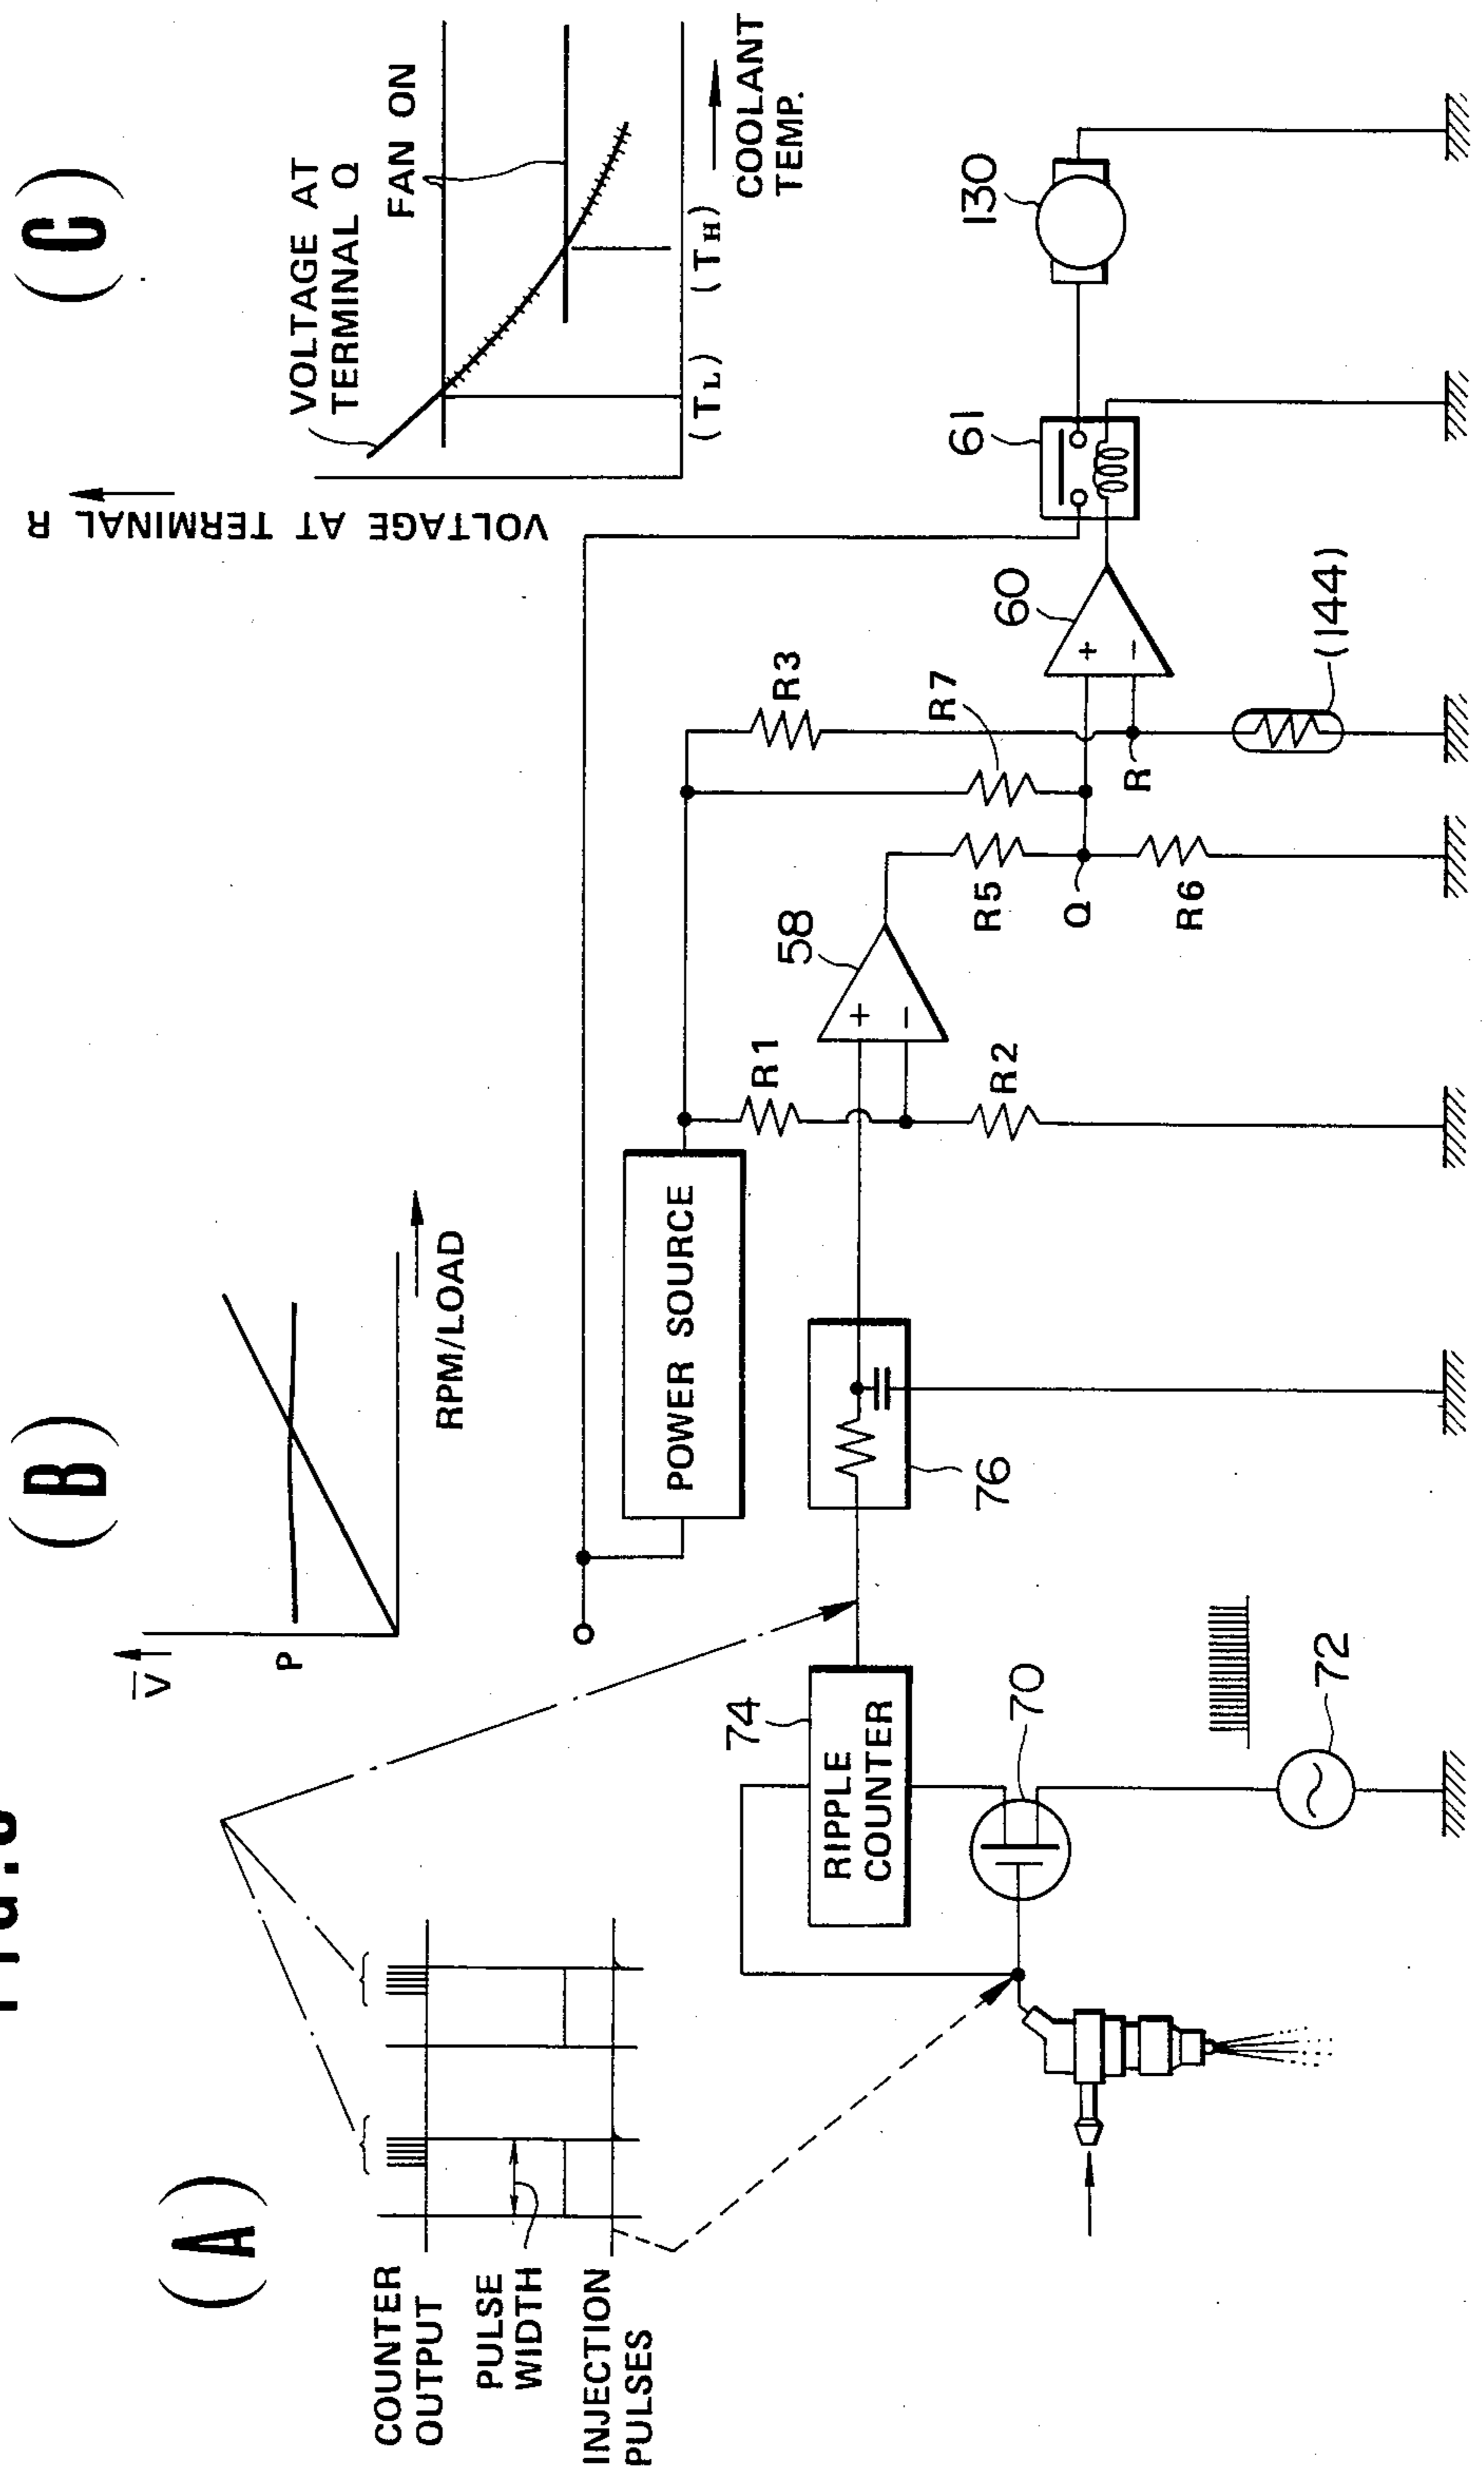 (A)
(B)
(C)
COUNTER
OUTPUT
PULSE
WIDTH
INJECTION
PULSES
V
P
RPM/LOAD
VOLTAGE AT TERMINAL R
VOLTAGE AT
TERMINAL Q
FAN ON
(TL)
(TH)
COOLANT
TEMP.
POWER SOURCE
74
RIPPLE
COUNTER
70
72
76
R1
R2
+
−
58
R5
Q
R6
R7
R3
R
+
−
60
(144)
61
130